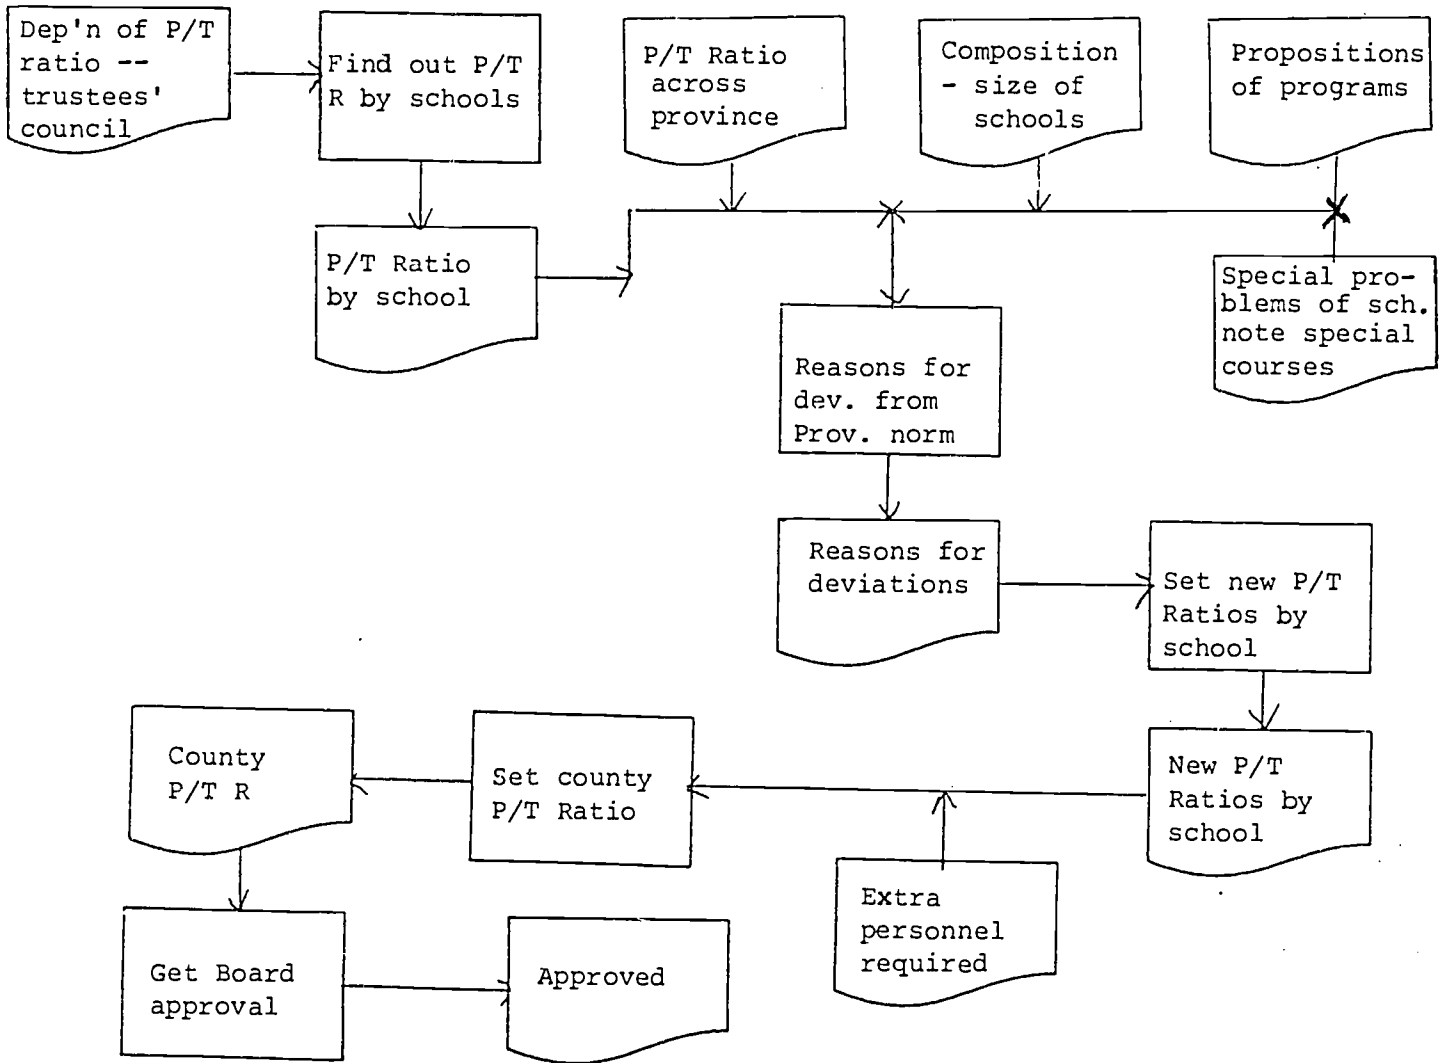 Dep'n of P/T
ratio --
trustees'
council
Find out P/T
R by schools
P/T Ratio
across
province
Composition
- size of
schools
Propositions
of programs
P/T Ratio
by school
Special pro-
blems of sch.
note special
courses
Reasons for
dev. from
Prov. norm
Reasons for
deviations
Set new P/T
Ratios by
school
New P/T
Ratios by
school
Extra
personnel
required
Set county
P/T Ratio
County
P/T R
Get Board
approval
Approved